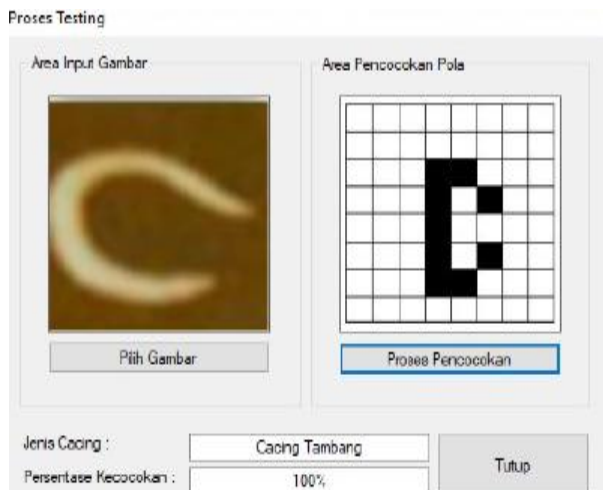 Proses Testing
Area Input Gambar
Area Pencocokan Pola
Pilih Gambar
Proses Pencocokan
Jenis Cacing :
Cacing Tambang
Persentase Kecocokan :
100%
Tutup